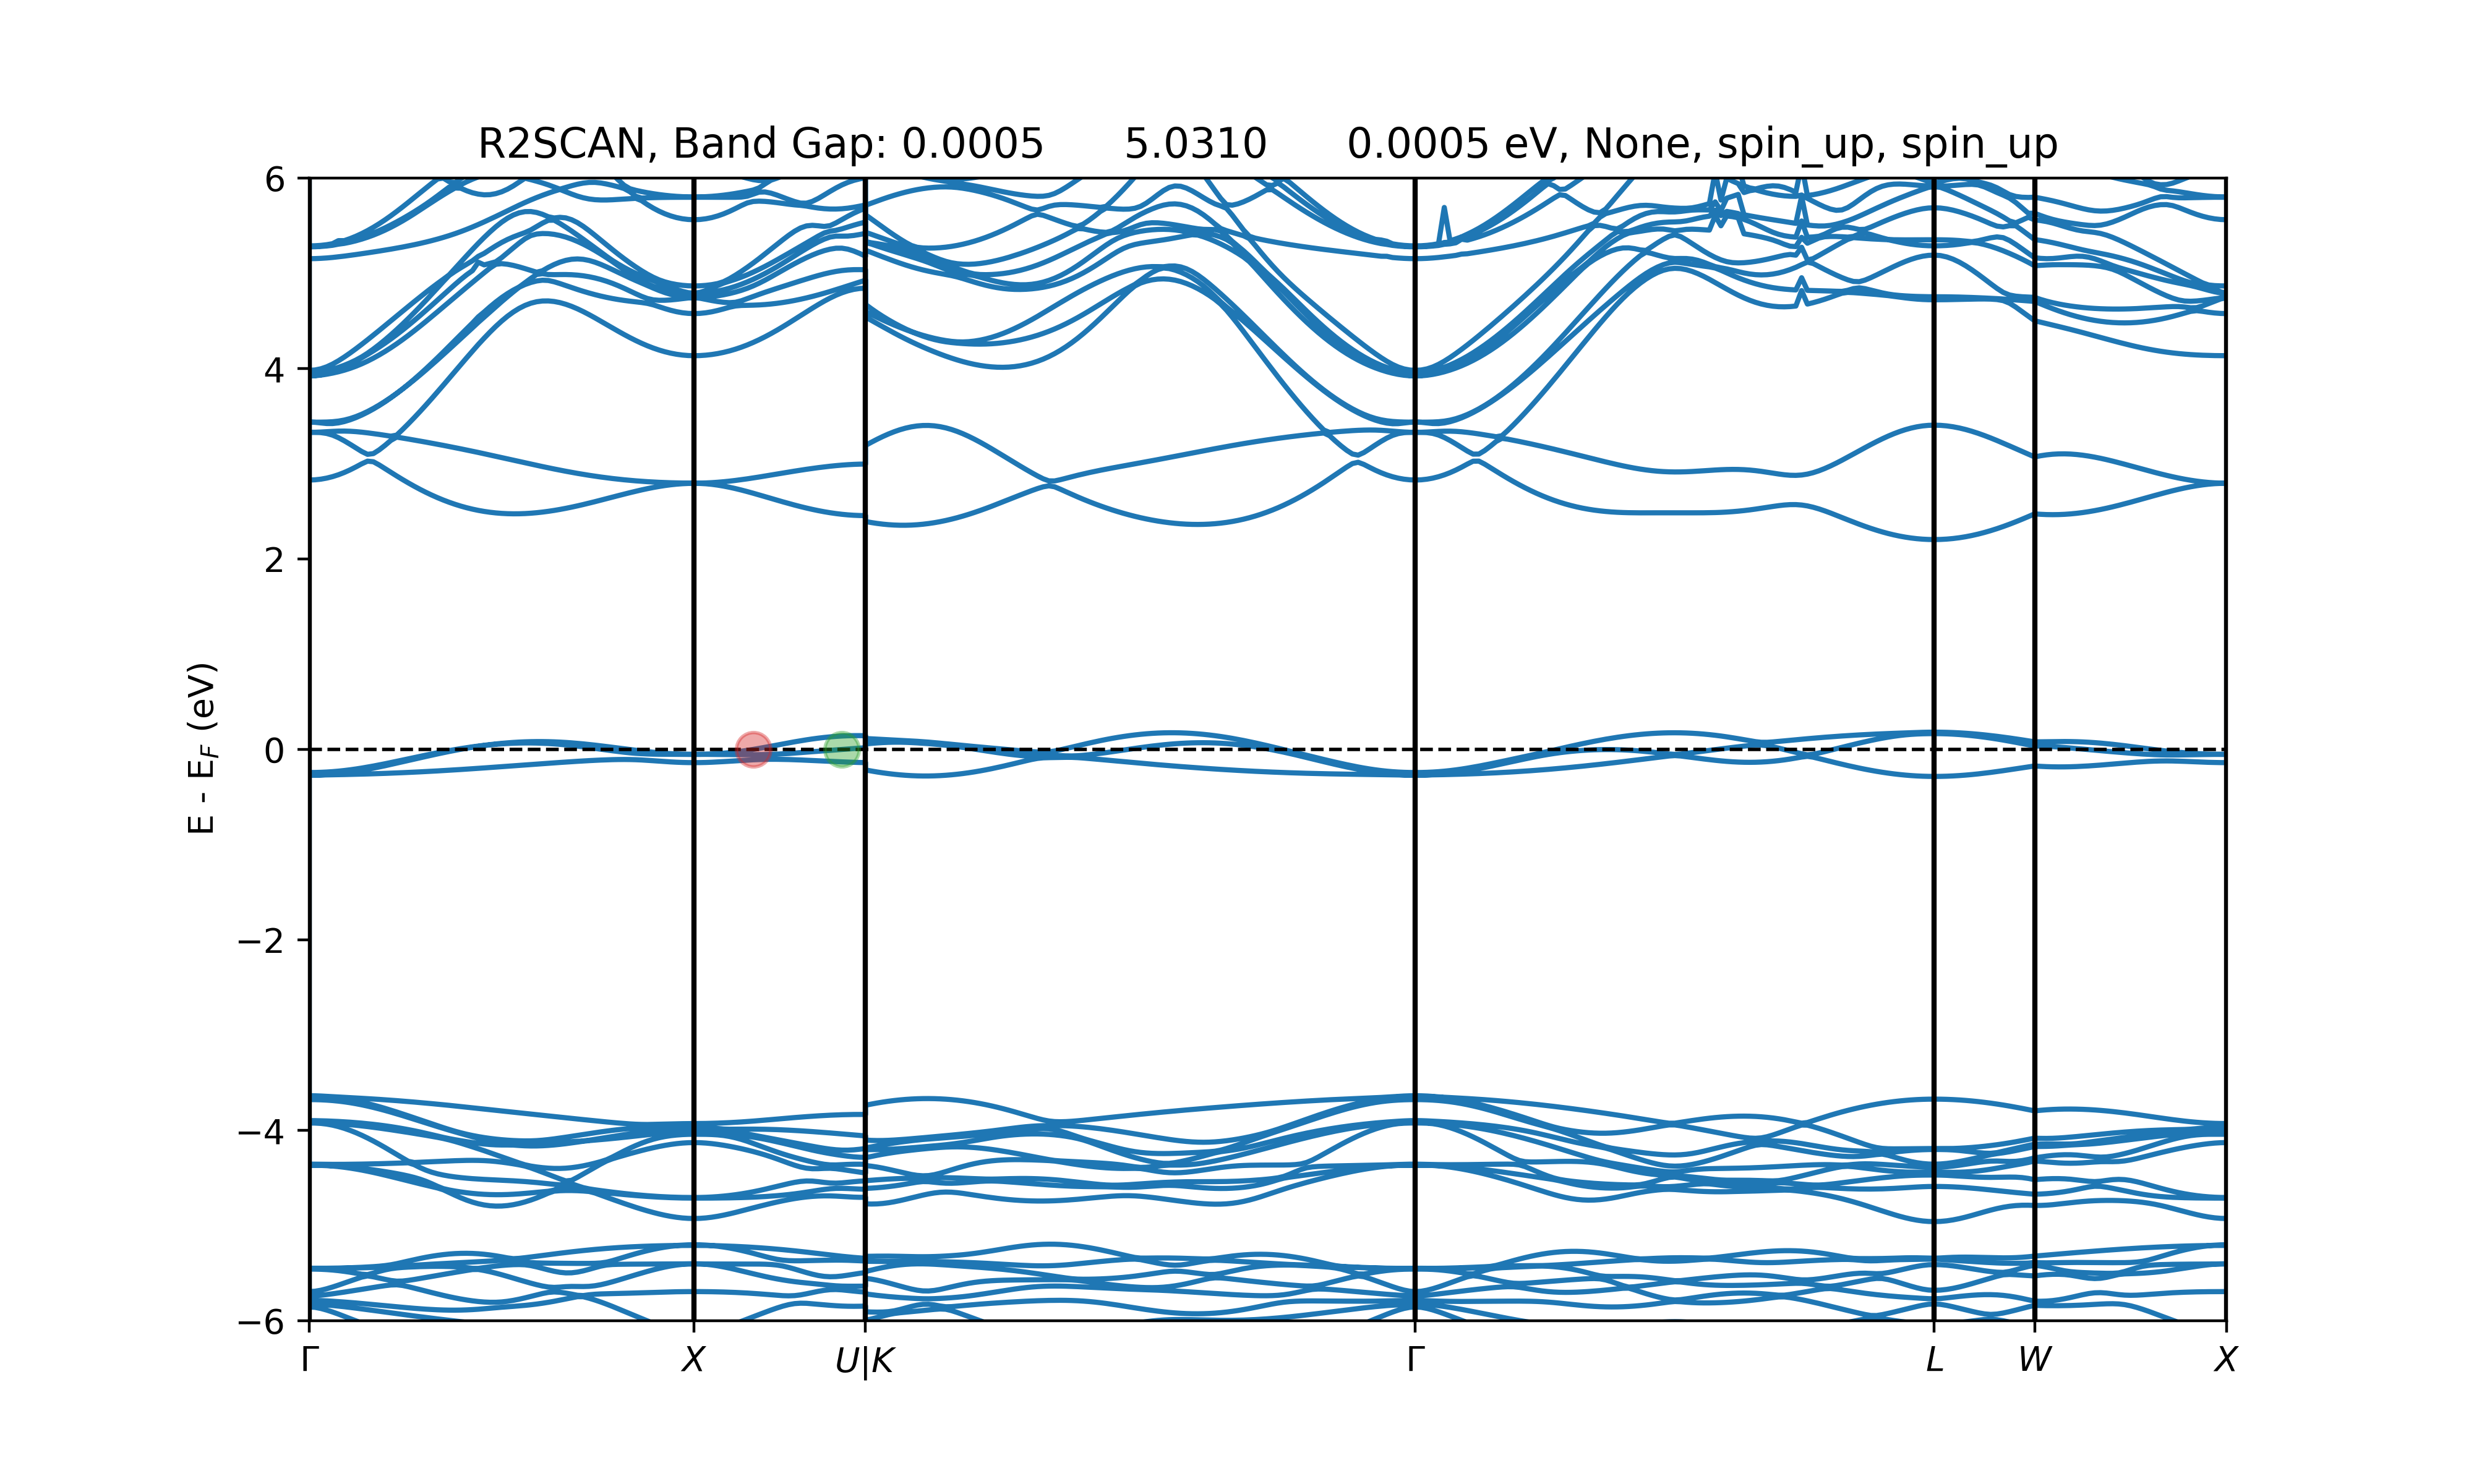 R2SCAN, Band Gap: 0.0005 5.0310 0.0005 eV, None, spin_up, spin_up
E - E_F (eV)
6
4
2
0
−2
−4
−6
Γ X U|K Γ L W X